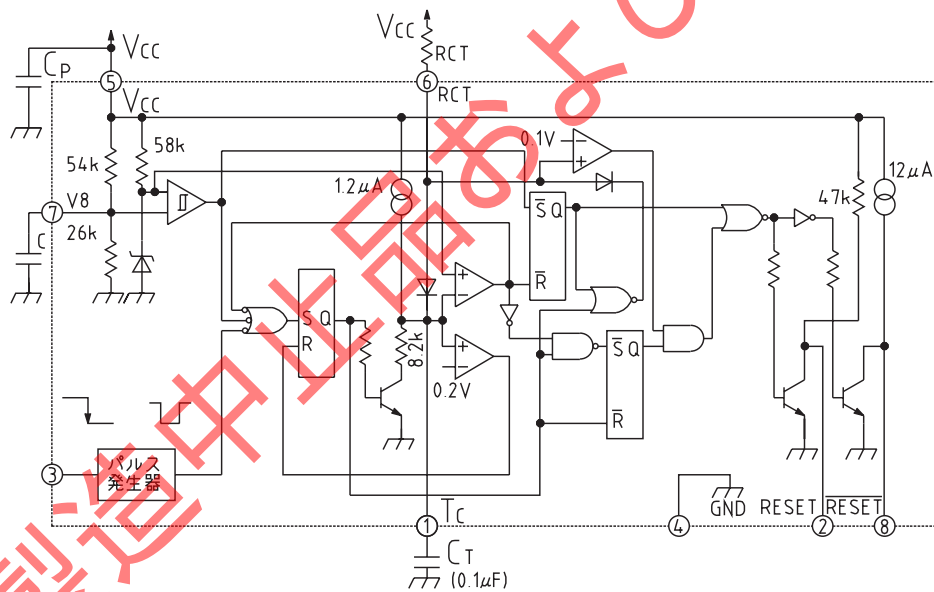 VCC
VCC
RCT
CP
5
6
RCT
VCC
54k
58k
0.1V
12μA
1.2μA
47k
7
V8
26k
C
S̅ Q
R̅
S Q
R
8.2k
0.2V
S̅ Q
R̅
3
パルス
発生器
TC
GND
RESET
R̅E̅S̅E̅T̅
1
4
2
8
CT
(0.1μF)
製造中止品およ